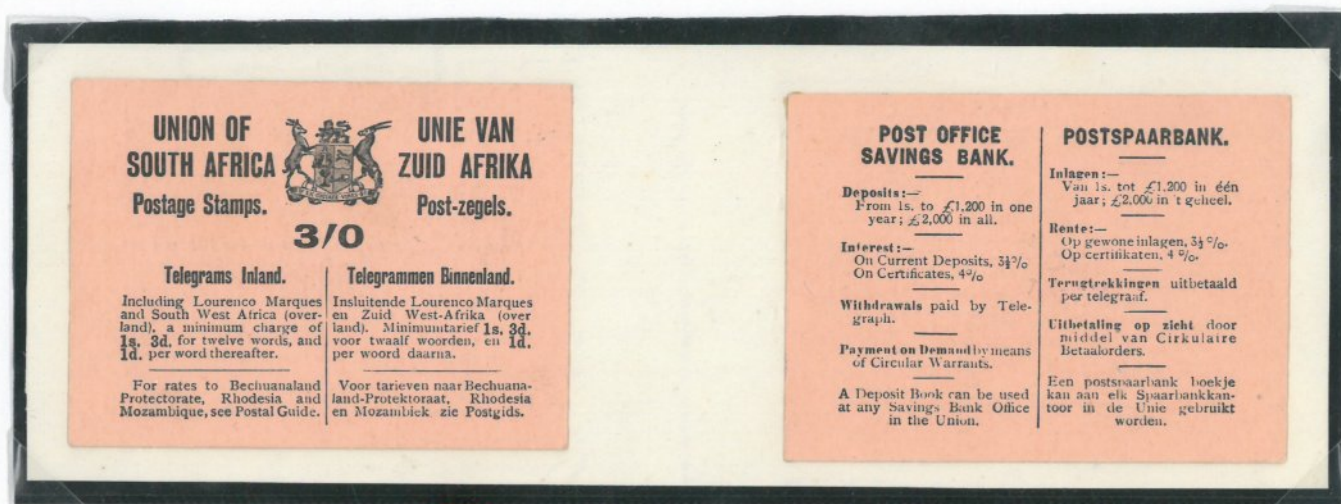 UNION OF
SOUTH AFRICA
Postage Stamps.
UNIE VAN
ZUID AFRIKA
Post-zegels.
3/0
Telegrams Inland.
Including Lourenco Marques
and South West Africa (over-
land), a minimum charge of
1s. 3d. for twelve words, and
1d. per word thereafter.
For rates to Bechuanaland
Protectorate, Rhodesia and
Mozambique, see Postal Guide.
Telegrammen Binnenland.
Insluitende Lourenco Marques
en Zuid West-Afrika (over
land). Minimumtarief 1s. 3d.
voor twaalf woorden, en 1d.
per woord daarna.
Voor tarieven naar Bechuana-
land-Protektoraat, Rhodesia
en Mozambiek zie Postgids.
POST OFFICE
SAVINGS BANK.
Deposits:—
From 1s. to £1,200 in one
year; £2,000 in all.
Interest:—
On Current Deposits, 3½%
On Certificates, 4%
Withdrawals paid by Tele-
graph.
Payment on Demand by means
of Circular Warrants.
A Deposit Book can be used
at any Savings Bank Office
in the Union.
POSTSPAARBANK.
Inlagen:—
Van 1s. tot £1,200 in één
jaar; £2,000 in 't geheel.
Rente:—
Op gewone inlagen, 3½%.
Op certifikaten, 4 %.
Terugtrekkingen uitbetaald
per telegraaf.
Uitbetaling op zicht door
middel van Cirkulaire
Betaalorders.
Een postspaarbank boekje
kan aan elk Spaarbankkan-
toor in de Unie gebruikt
worden.